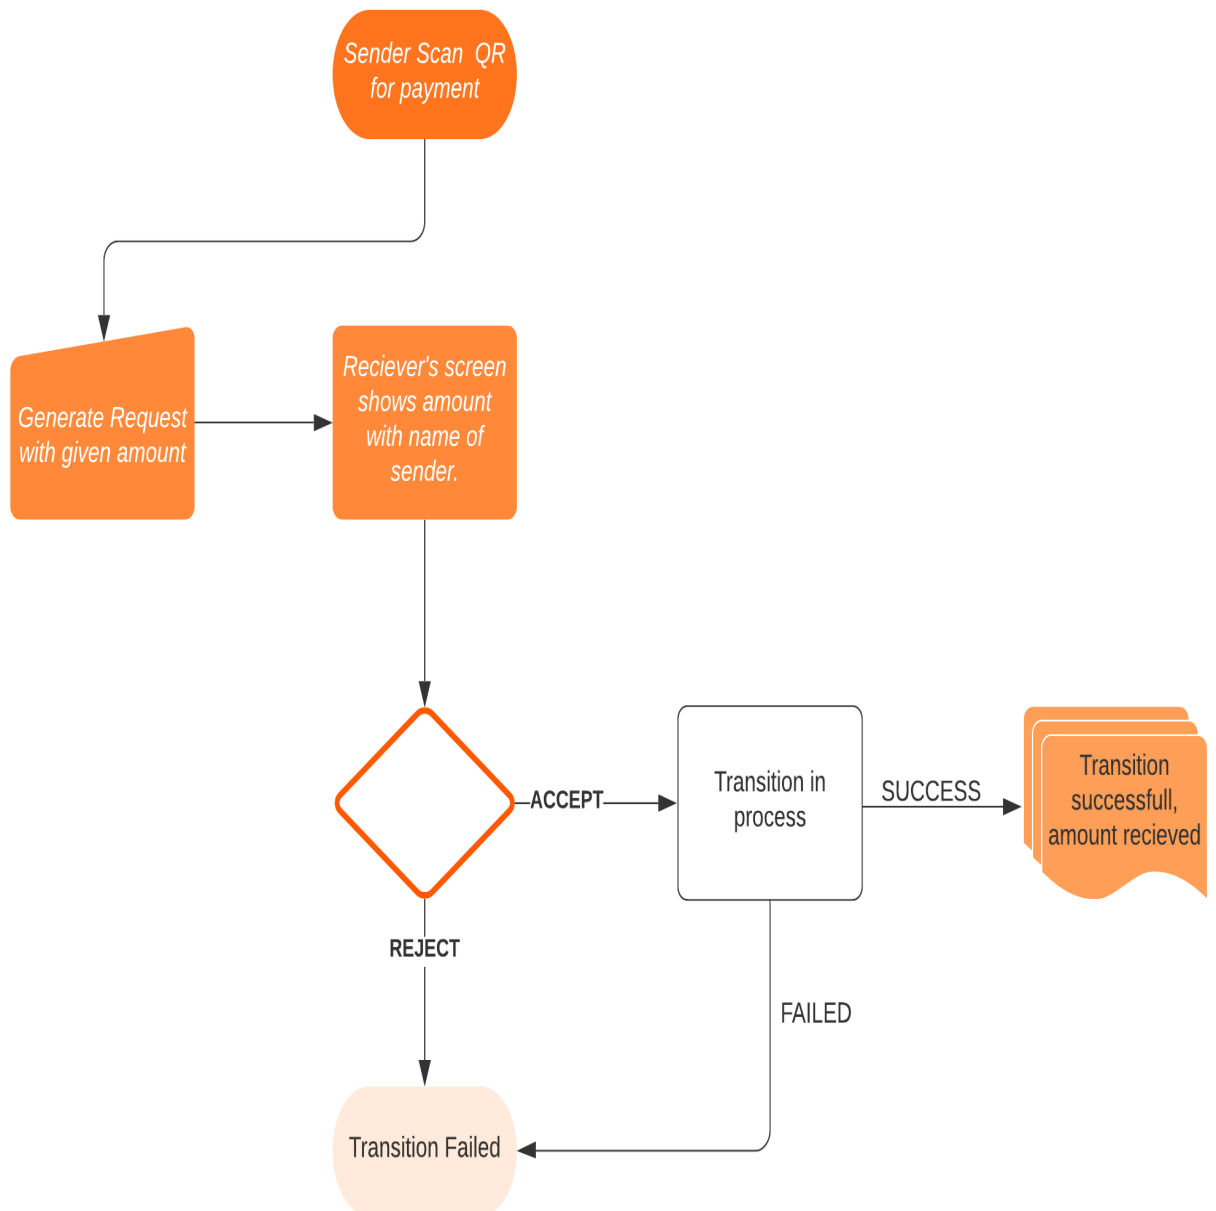 Sender Scan  QR
for payment
Generate Request
with given amount
Reciever's screen
shows amount
with name of
sender.
ACCEPT
Transition in
process
SUCCESS
Transition
successfull,
amount recieved
REJECT
FAILED
Transition Failed